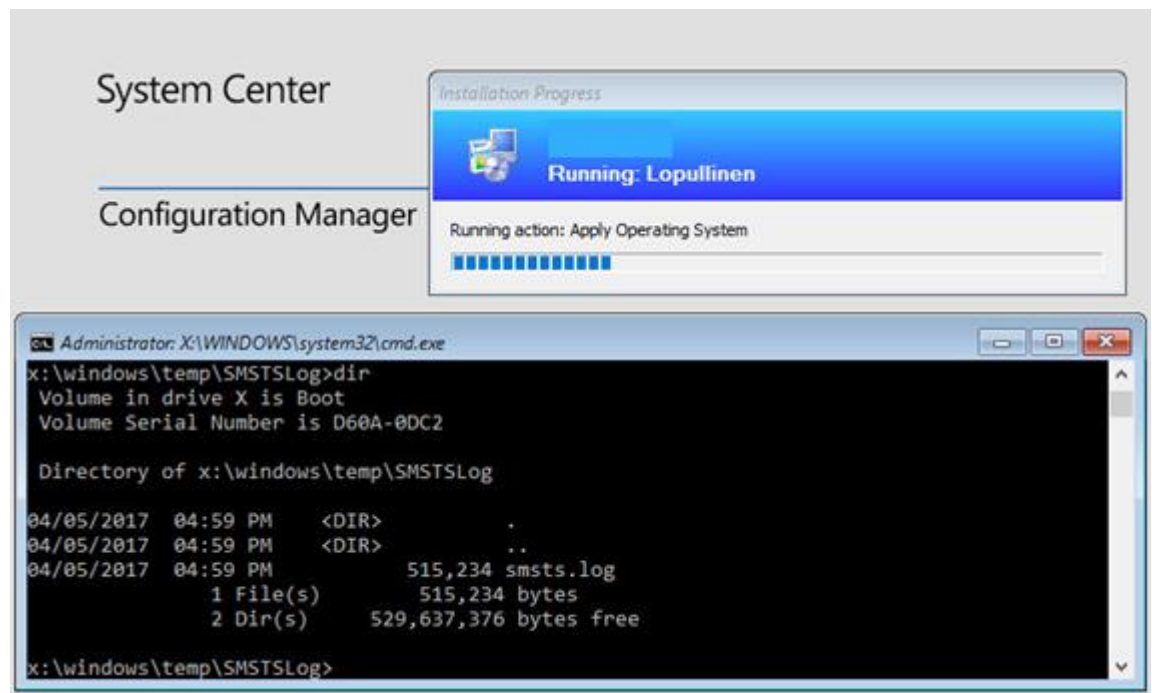 System Center
Configuration Manager
Installation Progress
Running: Lopullinen
Running action: Apply Operating System
Administrator: X:\WINDOWS\system32\cmd.exe
x:\windows\temp\SMSTSLog>dir
Volume in drive X is Boot
Volume Serial Number is D60A-0DC2
Directory of x:\windows\temp\SMSTSLog
04/05/2017  04:59 PM    <DIR>          .
04/05/2017  04:59 PM    <DIR>          ..
04/05/2017  04:59 PM           515,234 smsts.log
1 File(s)        515,234 bytes
2 Dir(s)     529,637,376 bytes free
x:\windows\temp\SMSTSLog>